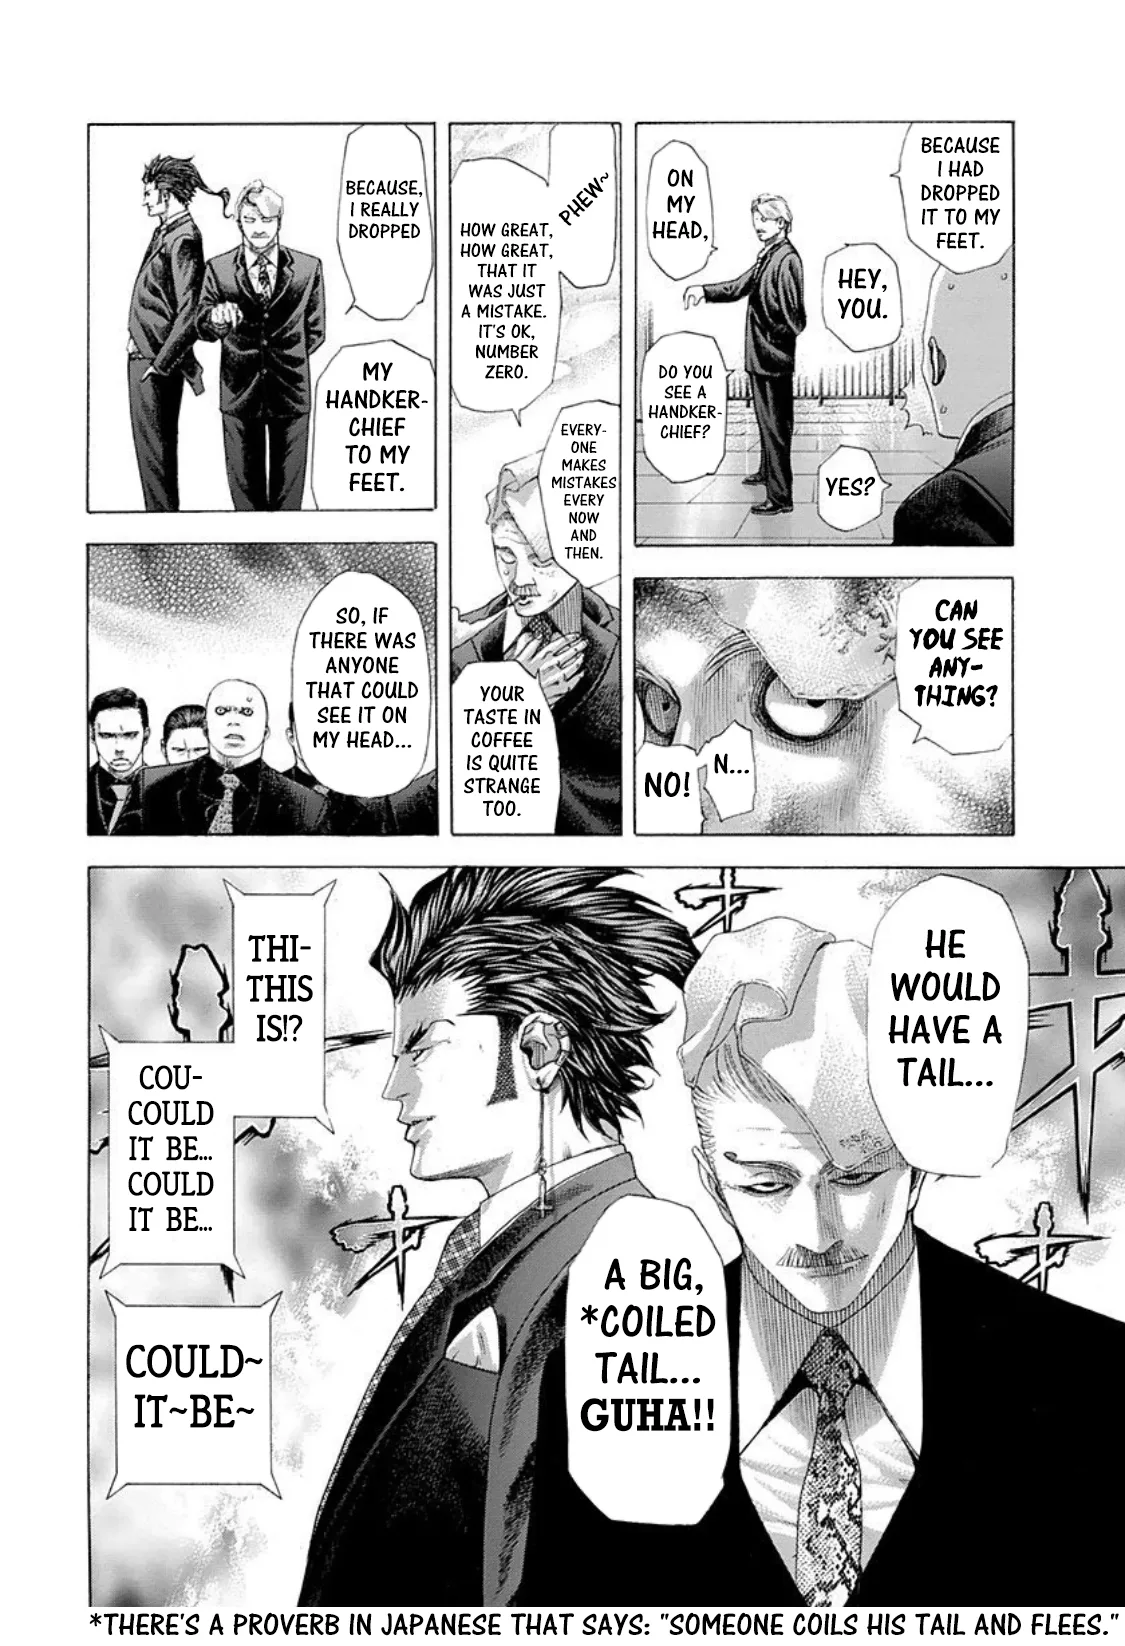 BECAUSE
I HAD
DROPPED
IT TO MY
FEET.
HEY,
YOU.
ON
MY
HEAD,
DO YOU
SEE A
HANDKER-
CHIEF?
YES?
CAN
YOU SEE
ANY-
THING?
N...
NO!
PHEW~
HOW GREAT,
HOW GREAT,
THAT IT
WAS JUST
A MISTAKE.
IT'S OK,
NUMBER
ZERO.
EVERY-
ONE
MAKES
MISTAKES
EVERY
NOW
AND
THEN.
YOUR
TASTE IN
COFFEE
IS QUITE
STRANGE
TOO.
BECAUSE,
I REALLY
DROPPED
MY
HANDKER-
CHIEF
TO MY
FEET.
SO, IF
THERE WAS
ANYONE
THAT COULD
SEE IT ON
MY HEAD...
HE
WOULD
HAVE A
TAIL...
A BIG,
*COILED
TAIL...
GUHA!!
THI-
THIS
IS!?
COU-
COULD
IT BE...
COULD
IT BE...
COULD~
IT~BE~
*THERE'S A PROVERB IN JAPANESE THAT SAYS: "SOMEONE COILS HIS TAIL AND FLEES."